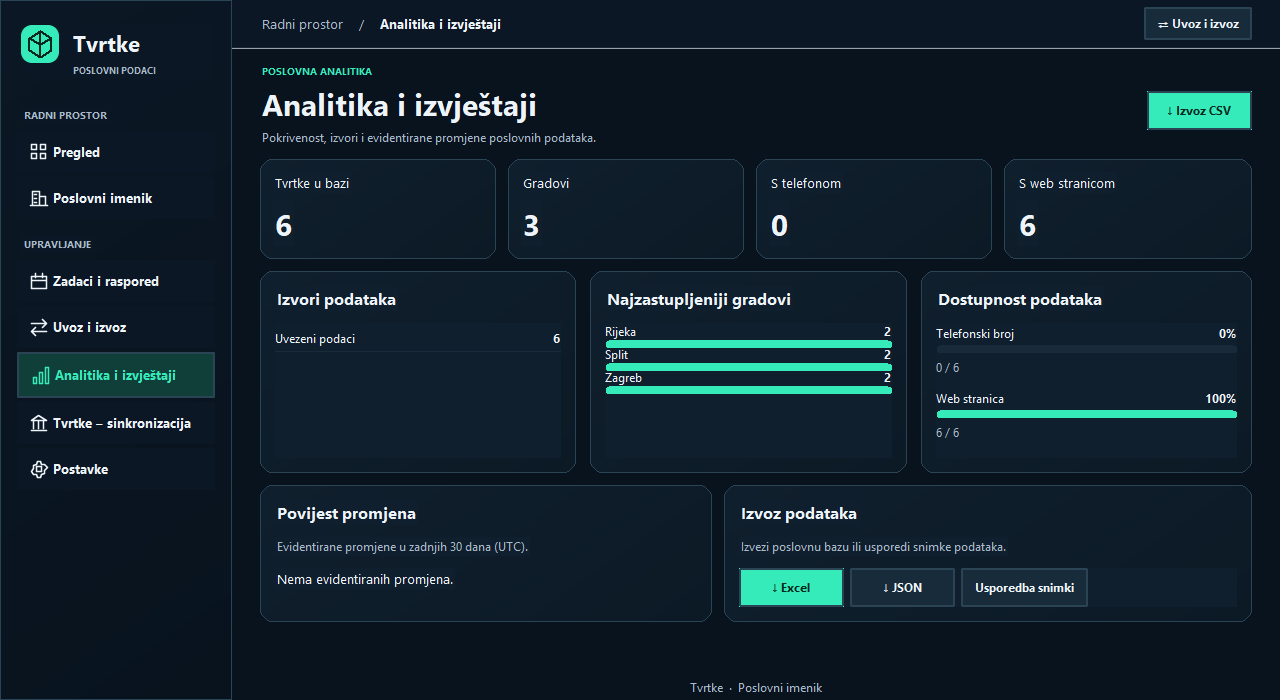 Tvrtke
POSLOVNI PODACI
RADNI PROSTOR
Pregled
Poslovni imenik
UPRAVLJANJE
Zadaci i raspored
Uvoz i izvoz
Analitika i izvještaji
Tvrtke – sinkronizacija
Postavke
Radni prostor / Analitika i izvještaji
⇄ Uvoz i izvoz
POSLOVNA ANALITIKA
Analitika i izvještaji
Pokrivenost, izvori i evidentirane promjene poslovnih podataka.
↓ Izvoz CSV
Tvrtke u bazi
6
Gradovi
3
S telefonom
0
S web stranicom
6
Izvori podataka
Uvezeni podaci 6
Najzastupljeniji gradovi
Rijeka 2
Split 2
Zagreb 2
Dostupnost podataka
Telefonski broj 0%
0 / 6
Web stranica 100%
6 / 6
Povijest promjena
Evidentirane promjene u zadnjih 30 dana (UTC).
Nema evidentiranih promjena.
Izvoz podataka
Izvezi poslovnu bazu ili usporedi snimke podataka.
↓ Excel
↓ JSON
Usporedba snimki
Tvrtke · Poslovni imenik